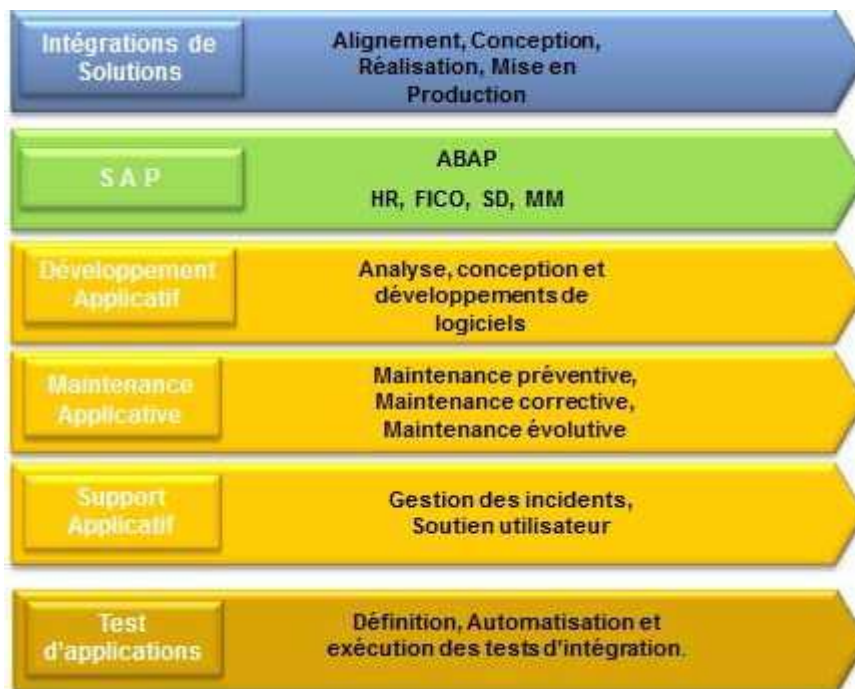 Intégrations de
Solutions
Alignement, Conception,
Réalisation, Mise en
Production
S A P
ABAP
HR, FICO, SD, MM
Développement
Applicatif
Analyse, conception et
développements de
logiciels
Maintenance
Applicative
Maintenance préventive,
Maintenance corrective,
Maintenance évolutive
Support
Applicatif
Gestion des incidents,
Soutien utilisateur
Test
d'applications
Définition, Automatisation et
exécution des tests d'intégration.